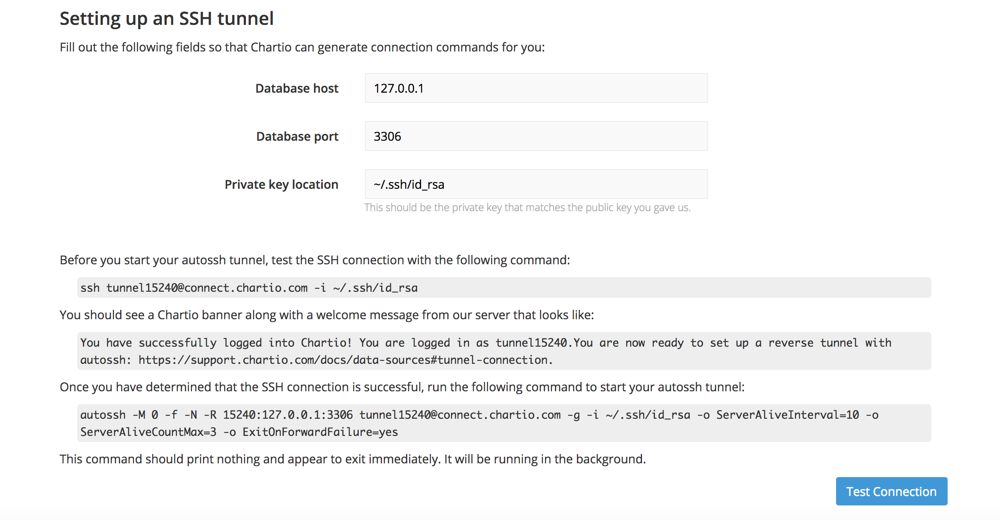 Setting up an SSH tunnel
Fill out the following fields so that Chartio can generate connection commands for you:
Database host
127.0.0.1
Database port
3306
Private key location
~/.ssh/id_rsa
This should be the private key that matches the public key you gave us.
Before you start your autossh tunnel, test the SSH connection with the following command:
ssh tunnel15240@connect.chartio.com -i ~/.ssh/id_rsa
You should see a Chartio banner along with a welcome message from our server that looks like:
You have successfully logged into Chartio! You are logged in as tunnel15240.You are now ready to set up a reverse tunnel with
autossh: https://support.chartio.com/docs/data-sources#tunnel-connection.
Once you have determined that the SSH connection is successful, run the following command to start your autossh tunnel:
autossh -M 0 -f -N -R 15240:127.0.0.1:3306 tunnel15240@connect.chartio.com -g -i ~/.ssh/id_rsa -o ServerAliveInterval=10 -o
ServerAliveCountMax=3 -o ExitOnForwardFailure=yes
This command should print nothing and appear to exit immediately. It will be running in the background.
Test Connection